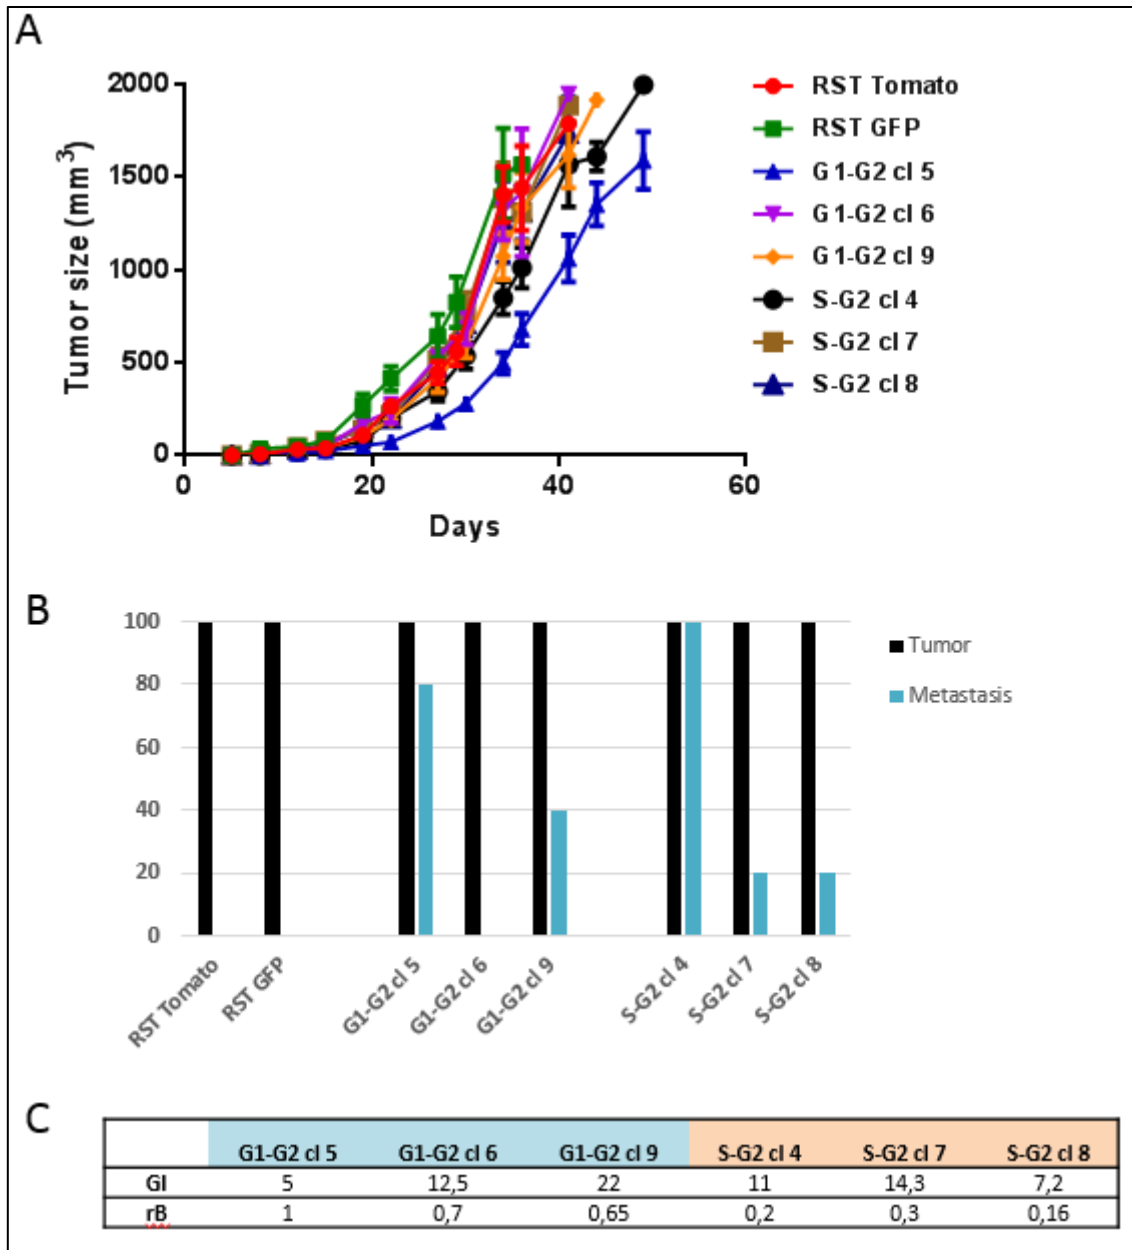 A
Tumor size (mm3)
2000
1500
1000
500
0
0 20 40 60
Days
RST Tomato
RST GFP
G1-G2 cl 5
G1-G2 cl 6
G1-G2 cl 9
S-G2 cl 4
S-G2 cl 7
S-G2 cl 8
B
100
80
60
40
20
0
RST Tomato
RST GFP
G1-G2 cl 5
G1-G2 cl 6
G1-G2 cl 9
S-G2 cl 4
S-G2 cl 7
S-G2 cl 8
Tumor
Metastasis
C
G1-G2 cl 5 G1-G2 cl 6 G1-G2 cl 9 S-G2 cl 4 S-G2 cl 7 S-G2 cl 8
GI 5 12,5 22 11 14,3 7,2
rB 1 0,7 0,65 0,2 0,3 0,16